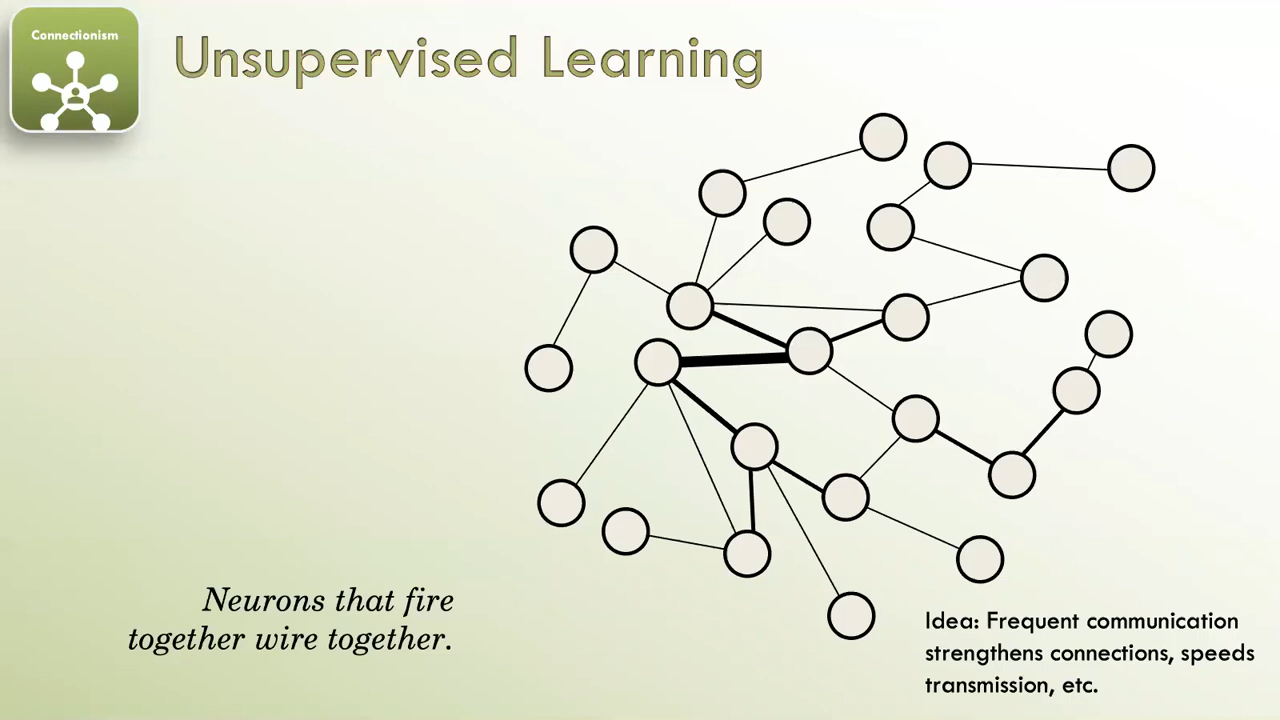 Connectionism
Unsupervised Learning
Neurons that fire
together wire together.
Idea: Frequent communication
strengthens connections, speeds
transmission, etc.